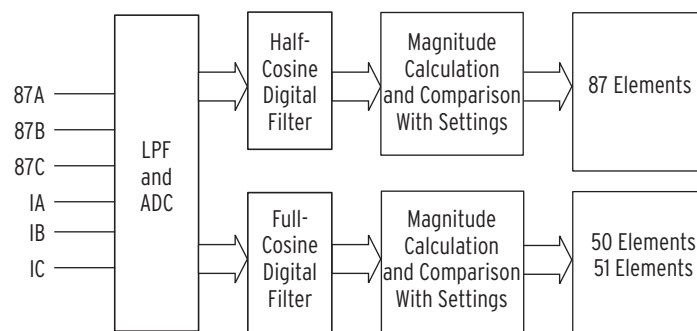 87A
87B
87C
IA
IB
IC
LPF
and
ADC
Half-
Cosine
Digital
Filter
Magnitude
Calculation
and Comparison
With Settings
87 Elements
Full-
Cosine
Digital
Filter
Magnitude
Calculation
and Comparison
With Settings
50 Elements
51 Elements